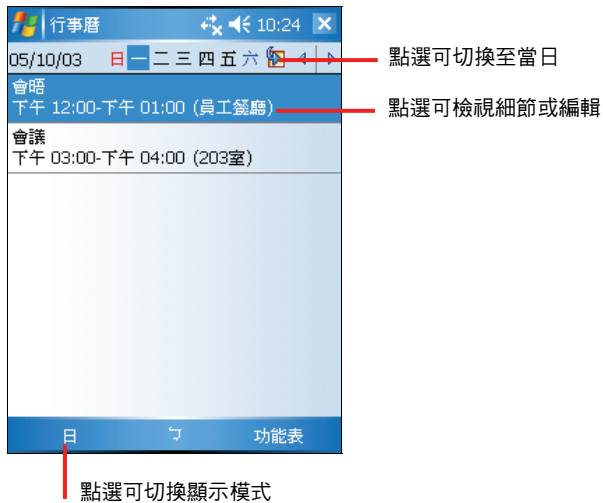 行事曆 10:24
05/10/03 日 一 二 三 四 五 六
點選可切換至當日
會晤
下午 12:00-下午 01:00 (員工餐廳)
點選可檢視細節或編輯
會議
下午 03:00-下午 04:00 (203室)
日 ㄅ 功能表
點選可切換顯示模式